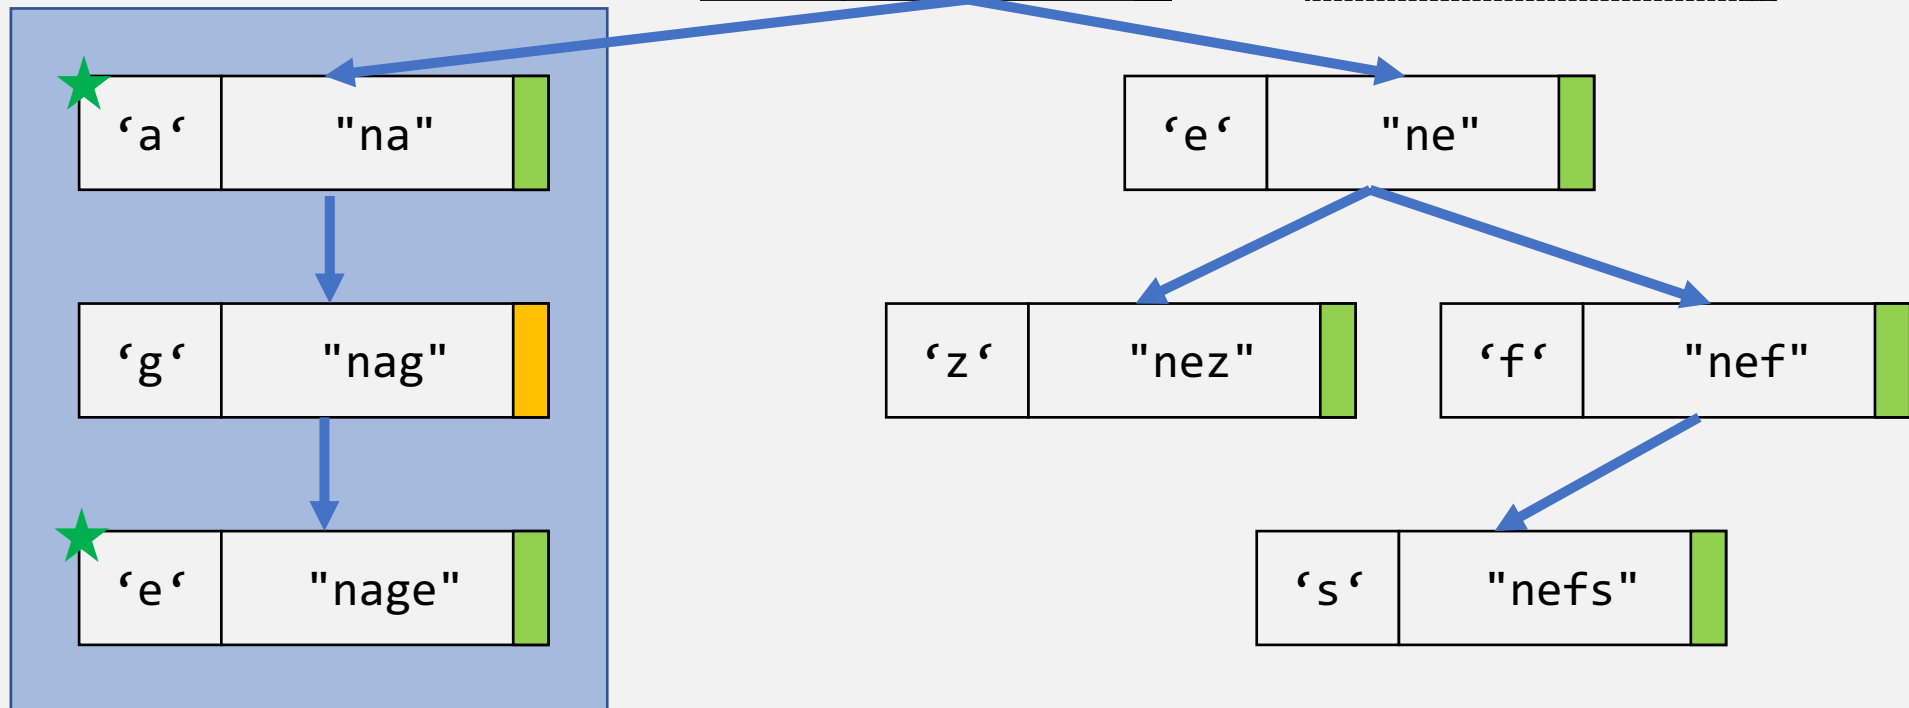 ‘a‘ "na" ‘e‘ "ne"
‘g‘ "nag" ‘z‘ "nez" ‘f‘ "nef"
‘e‘ "nage" ‘s‘ "nefs"